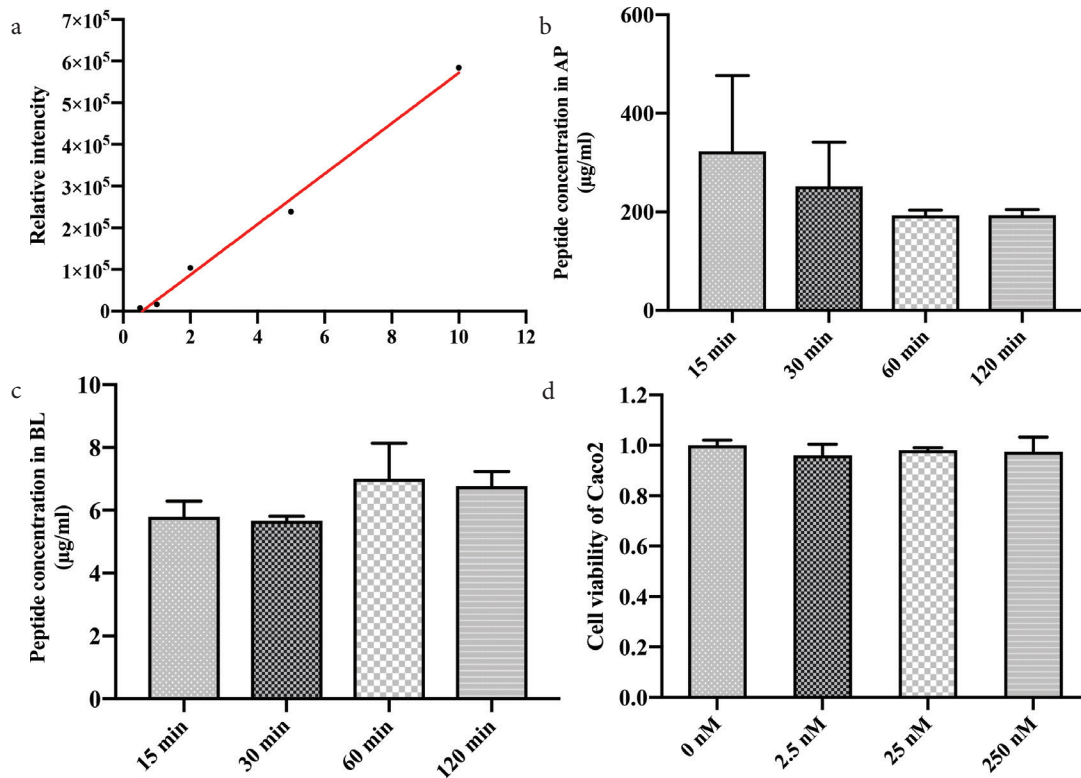 a
Relative intencity
7×10⁵
6×10⁵
5×10⁵
4×10⁵
3×10⁵
2×10⁵
1×10⁵
0
0 2 4 6 8 10 12
b
Peptide concentration in AP
(µg/ml)
600
400
200
0
15 min 30 min 60 min 120 min
c
Peptide concentration in BL
(µg/ml)
10
8
6
4
2
0
15 min 30 min 60 min 120 min
d
Cell viability of Caco2
1.2
1.0
0.8
0.6
0.4
0.2
0.0
0 nM 2.5 nM 25 nM 250 nM